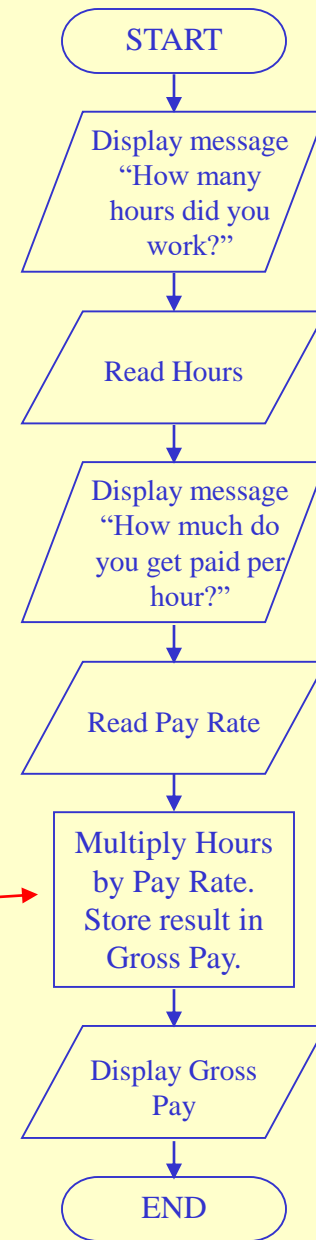 START
Display message
“How many
hours did you
work?”
Read Hours
Display message
“How much do
you get paid per
hour?”
Read Pay Rate
Multiply Hours
by Pay Rate.
Store result in
Gross Pay.
Display Gross
Pay
END